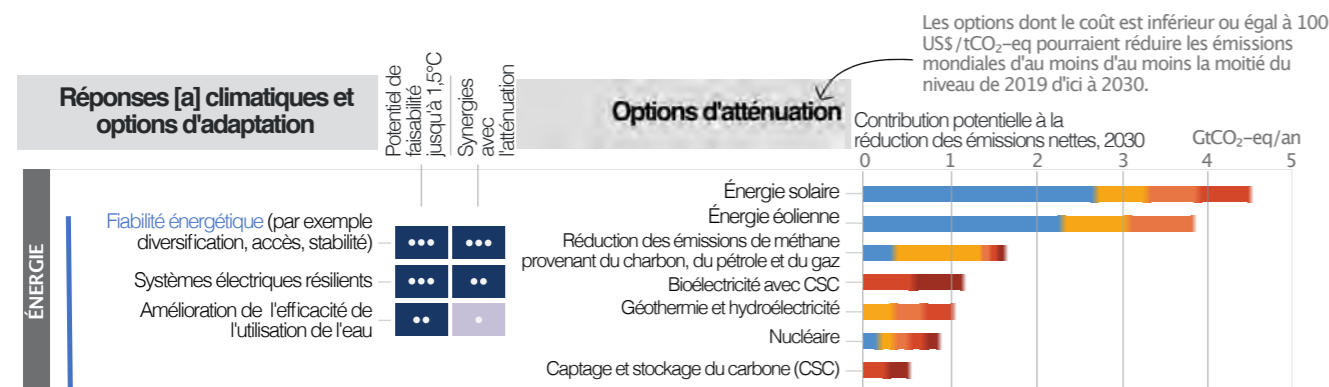 Les options dont le coût est inférieur ou égal à 100
US$/tCO₂-eq pourraient réduire les émissions
mondiales d'au moins d'au moins la moitié du
niveau de 2019 d'ici à 2030.
Réponses [a] climatiques et
options d'adaptation
Potentiel de
faisabilité
jusqu'à 1,5°C
Synergies
avec
l'atténuation
Options d'atténuation
Contribution potentielle à la
réduction des émissions nettes, 2030
GtCO₂-eq/an
0 1 2 3 4 5
ÉNERGIE
Fiabilité énergétique (par exemple
diversification, accès, stabilité)
Systèmes électriques résilients
Amélioration de l'efficacité de
l'utilisation de l'eau
Énergie solaire
Énergie éolienne
Réduction des émissions de méthane
provenant du charbon, du pétrole et du gaz
Bioélectricité avec CSC
Géothermie et hydroélectricité
Nucléaire
Captage et stockage du carbone (CSC)